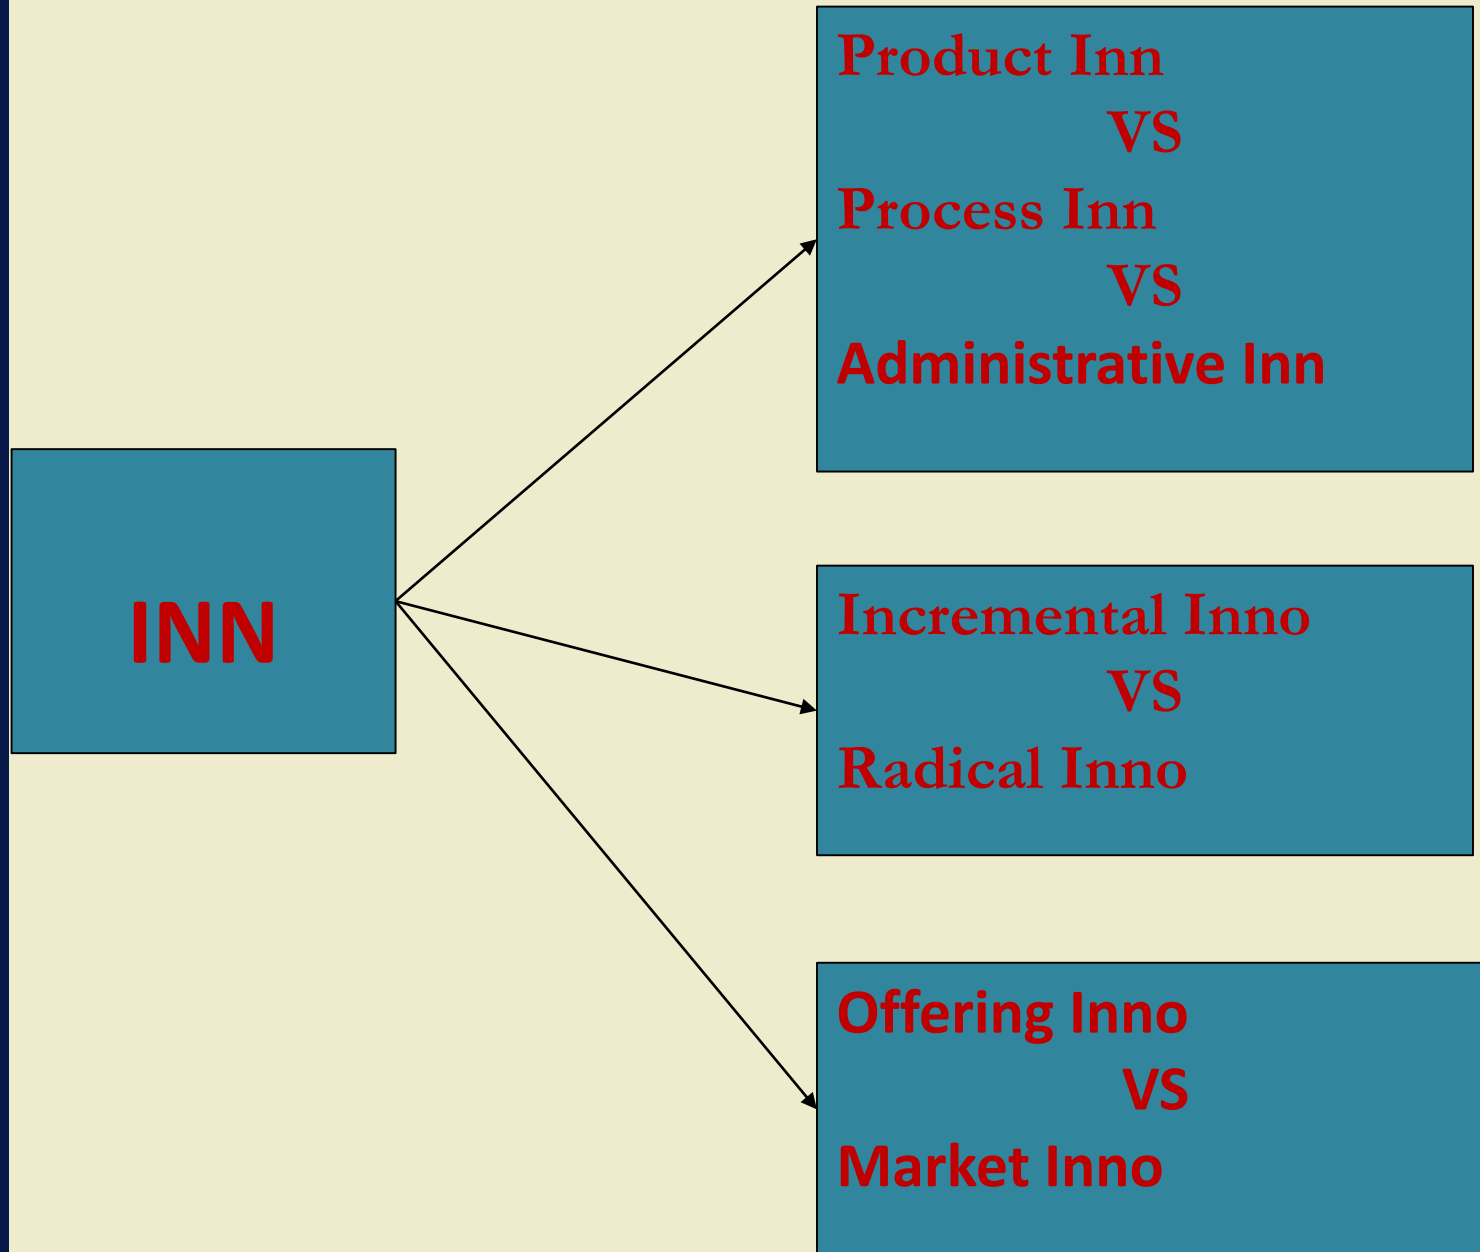 INN
Product Inn
VS
Process Inn
VS
Administrative Inn
Incremental Inno
VS
Radical Inno
Offering Inno
VS
Market Inno